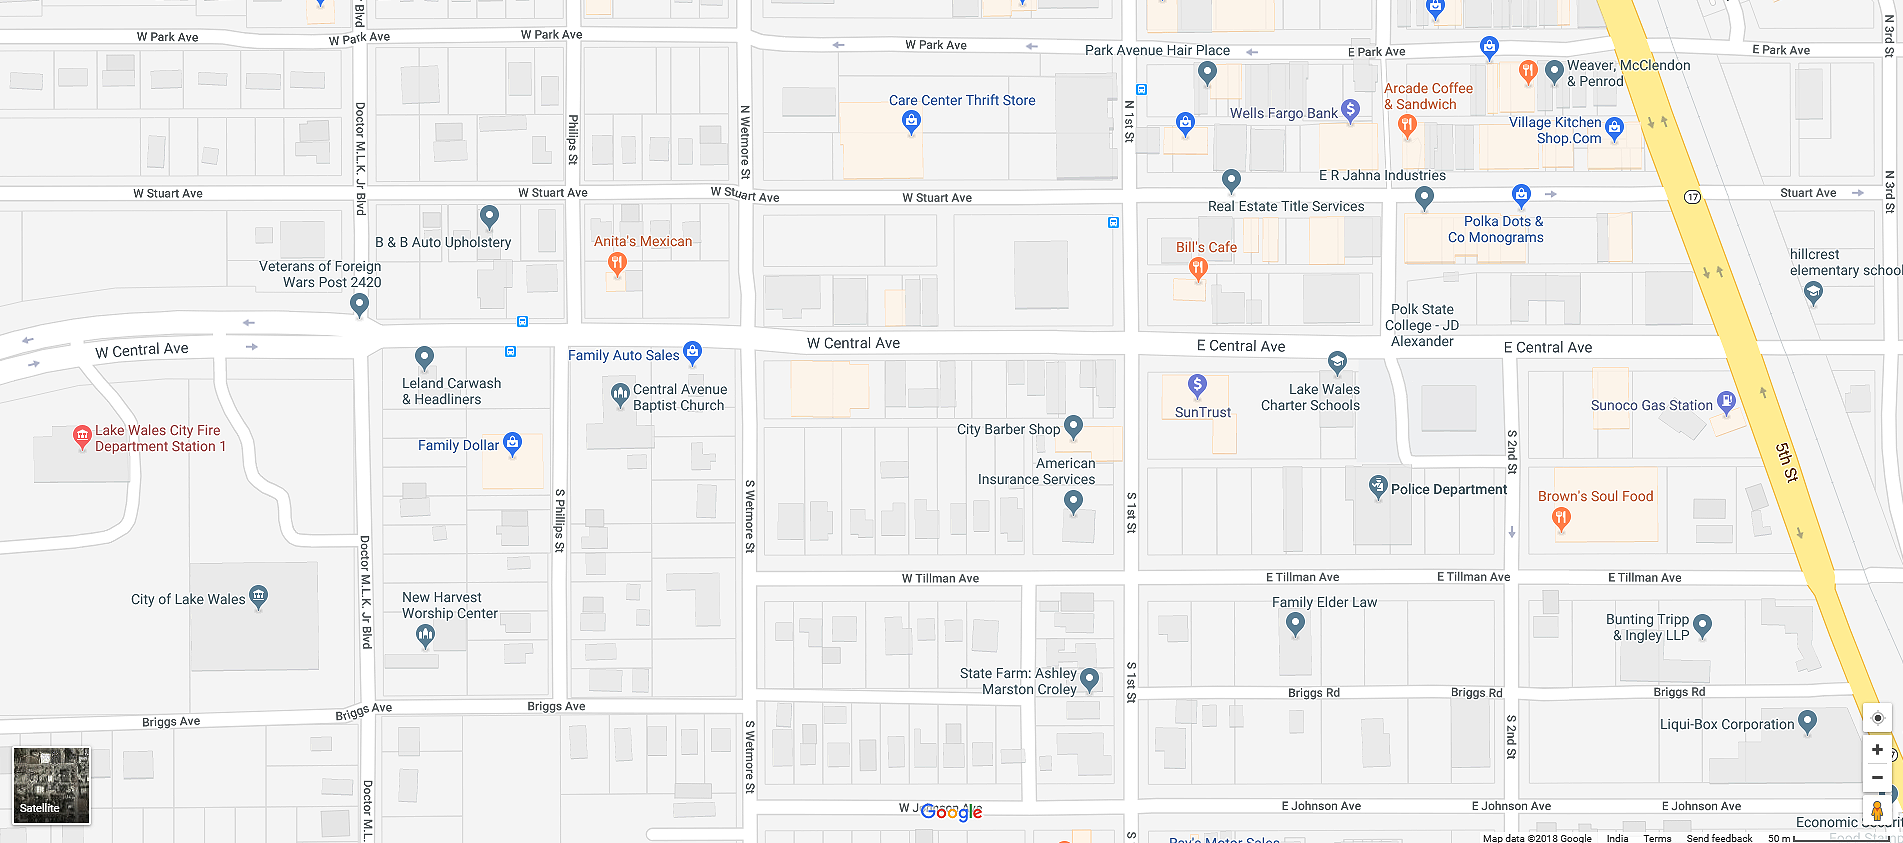 r Blvd
W Park Ave
W Park Ave
W Park Ave
W Park Ave
Park Avenue Hair Place
E Park Ave
E Park Ave
N 3rd St
Weaver, McClendon
& Penrod
Arcade Coffee
& Sandwich
Care Center Thrift Store
Wells Fargo Bank
Village Kitchen
Shop.Com
Doctor M.L.K. Jr Blvd
Phillps St
N Wetmore St
N 1st St
E R Jahna Industries
W Stuart Ave
W Stuart Ave
W Stuart Ave
W Stuart Ave
Stuart Ave
N 3rd St
17
Real Estate Title Services
Polka Dots &
Co Monograms
B & B Auto Upholstery
Anita's Mexican
Bill's Cafe
hillcrest
elementary school
Veterans of Foreign
Wars Post 2420
Polk State
College - JD
Alexander
W Central Ave
W Central Ave
E Central Ave
E Central Ave
Family Auto Sales
Leland Carwash
& Headliners
Central Avenue
Baptist Church
SunTrust
Lake Wales
Charter Schools
Sunoco Gas Station
Lake Wales City Fire
Department Station 1
Family Dollar
City Barber Shop
American
Insurance Services
S 2nd St
5th St
Police Department
Brown's Soul Food
S Phillips St
S Wetmore St
S 1st St
Doctor M.L.K. Jr Blvd
W Tillman Ave
E Tillman Ave
E Tillman Ave
E Tillman Ave
City of Lake Wales
New Harvest
Worship Center
Family Elder Law
Bunting Tripp
& Ingley LLP
State Farm: Ashley
Marston Croley
S 1st St
Briggs Rd
Briggs Rd
Briggs Rd
Briggs Ave
Briggs Ave
Briggs Ave
S Wetmore St
S 2nd St
Liqui-Box Corporation
Doctor M.L.
Satellite
W Johnson Ave
Google
E Johnson Ave
E Johnson Ave
E Johnson Ave
Economic Securit
S
Ray's Motor Sales
Map data ©2018 Google India Terms Send feedback 50 m